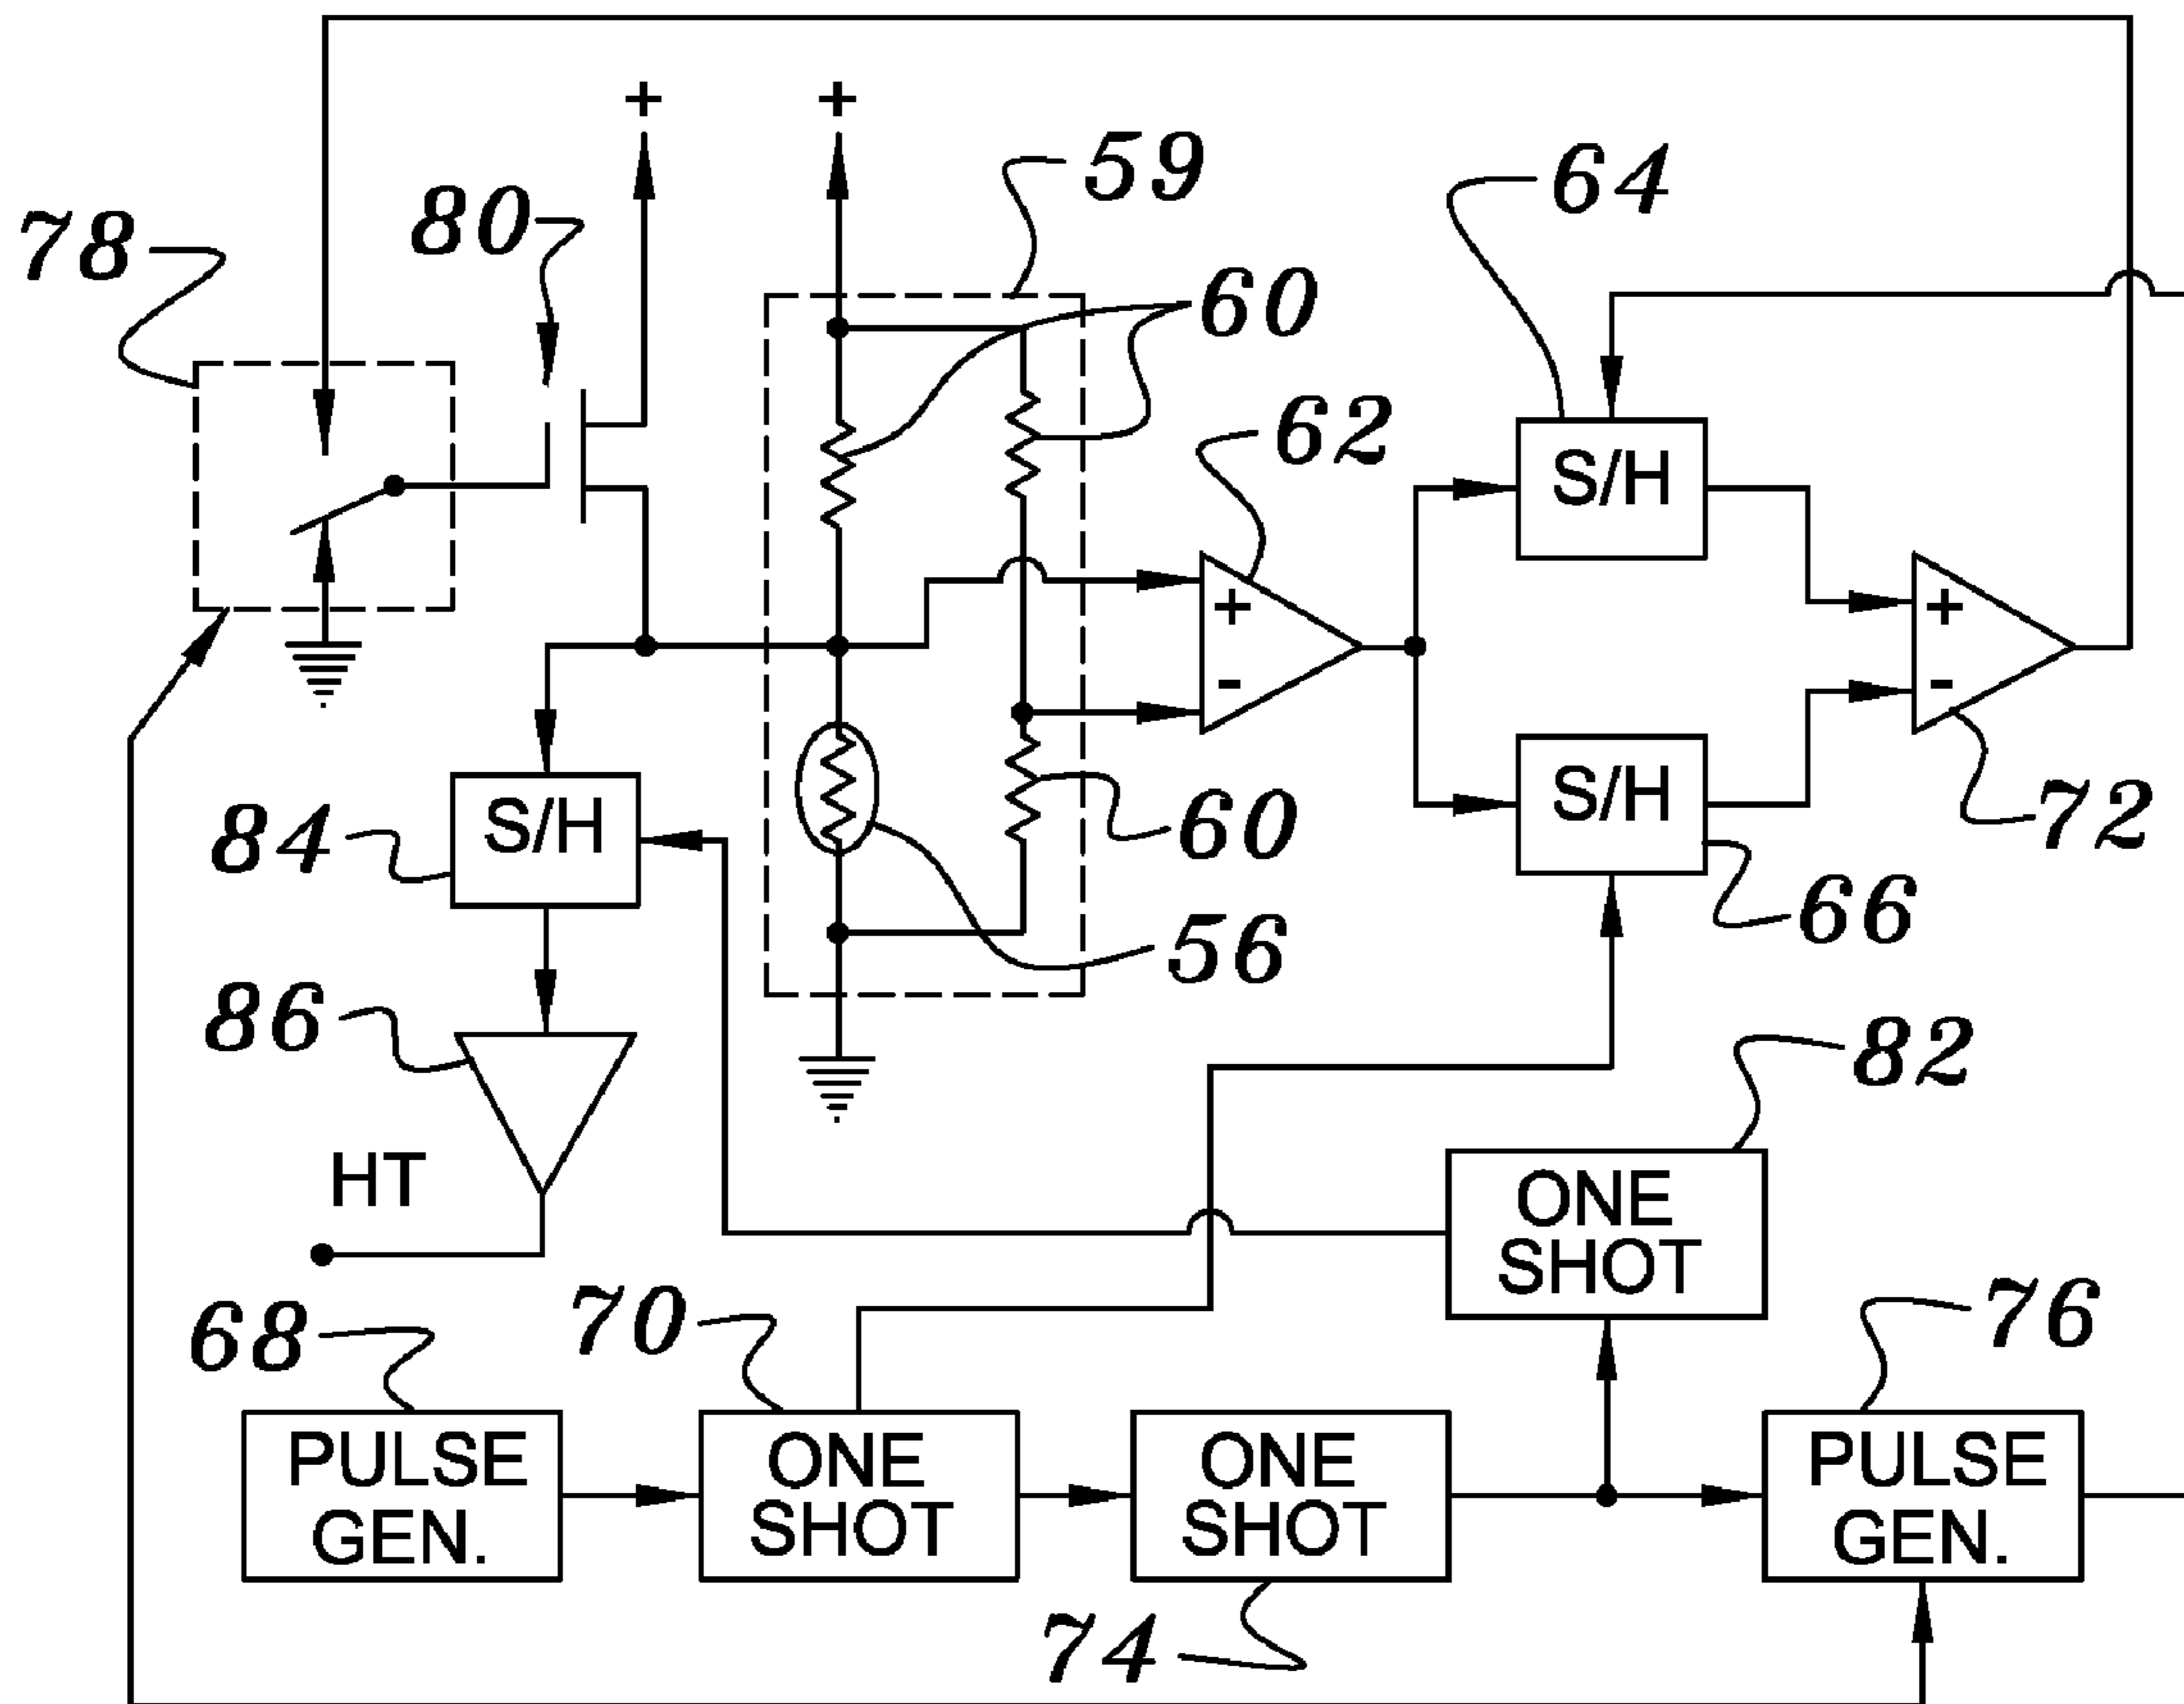 +
+
59
64
80
78
60
62
S/H
+
+
-
-
S/H
S/H
84
60
72
66
56
86
82
HT
ONE
SHOT
70
76
68
PULSE
GEN.
ONE
SHOT
ONE
SHOT
PULSE
GEN.
74